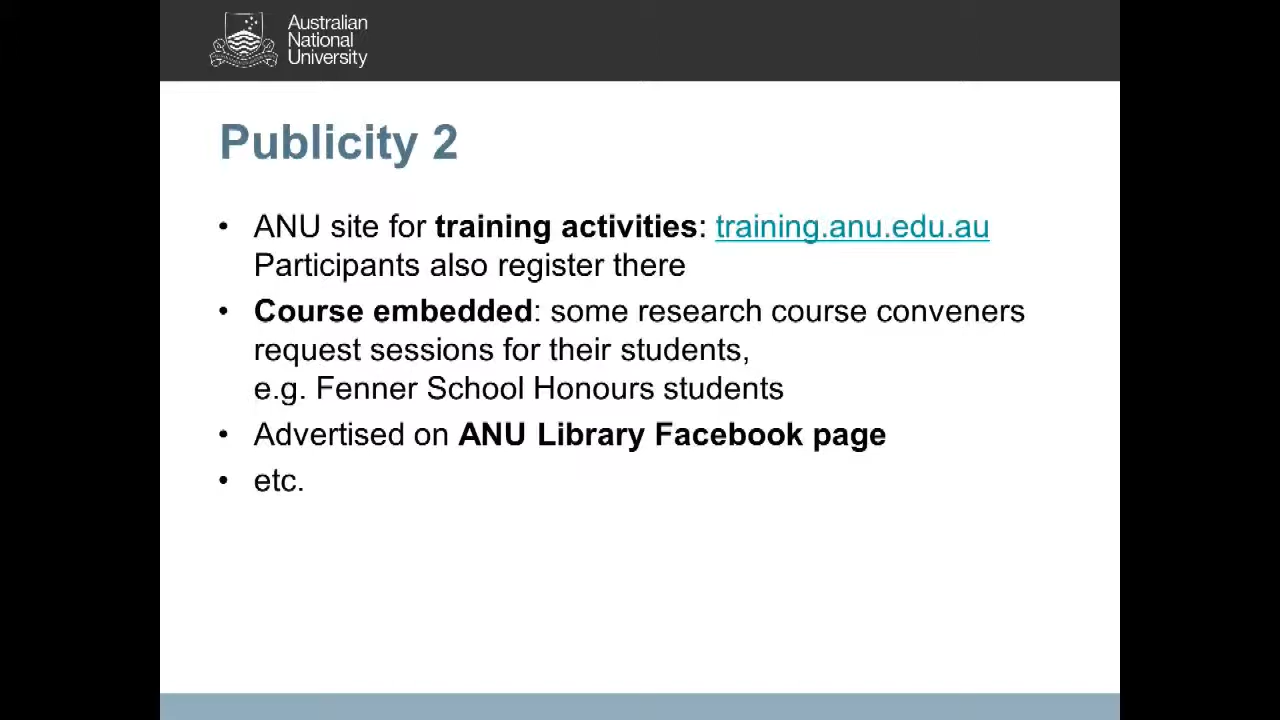 Australian
National
University
Publicity 2
• ANU site for training activities: training.anu.edu.au
Participants also register there
• Course embedded: some research course conveners
request sessions for their students,
e.g. Fenner School Honours students
• Advertised on ANU Library Facebook page
• etc.